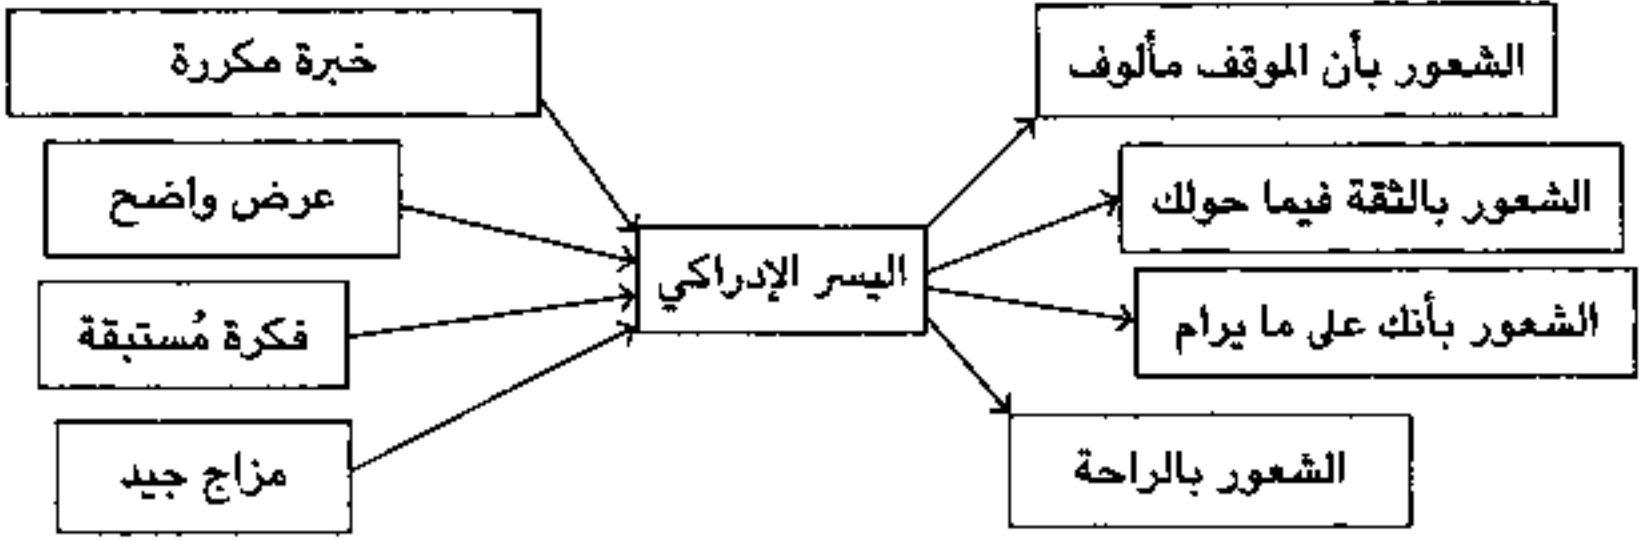 خبرة مكررة
عرض واضح
فكرة مُستبقة
مزاج جيد
اليسر الإدراكي
الشعور بأن الموقف مألوف
الشعور بالثقة فيما حولك
الشعور بأنك على ما يرام
الشعور بالراحة